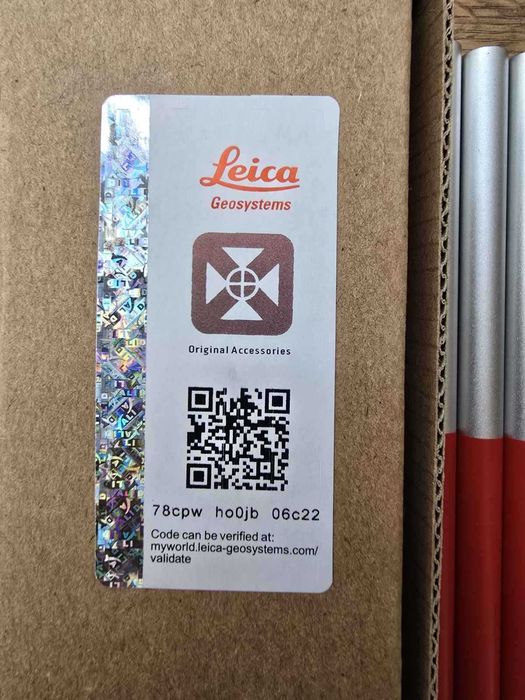 Leica
Geosystems
Original Accessories
78cpw ho0jb 06c22
Code can be verified at:
myworld.leica-geosystems.com/
validate